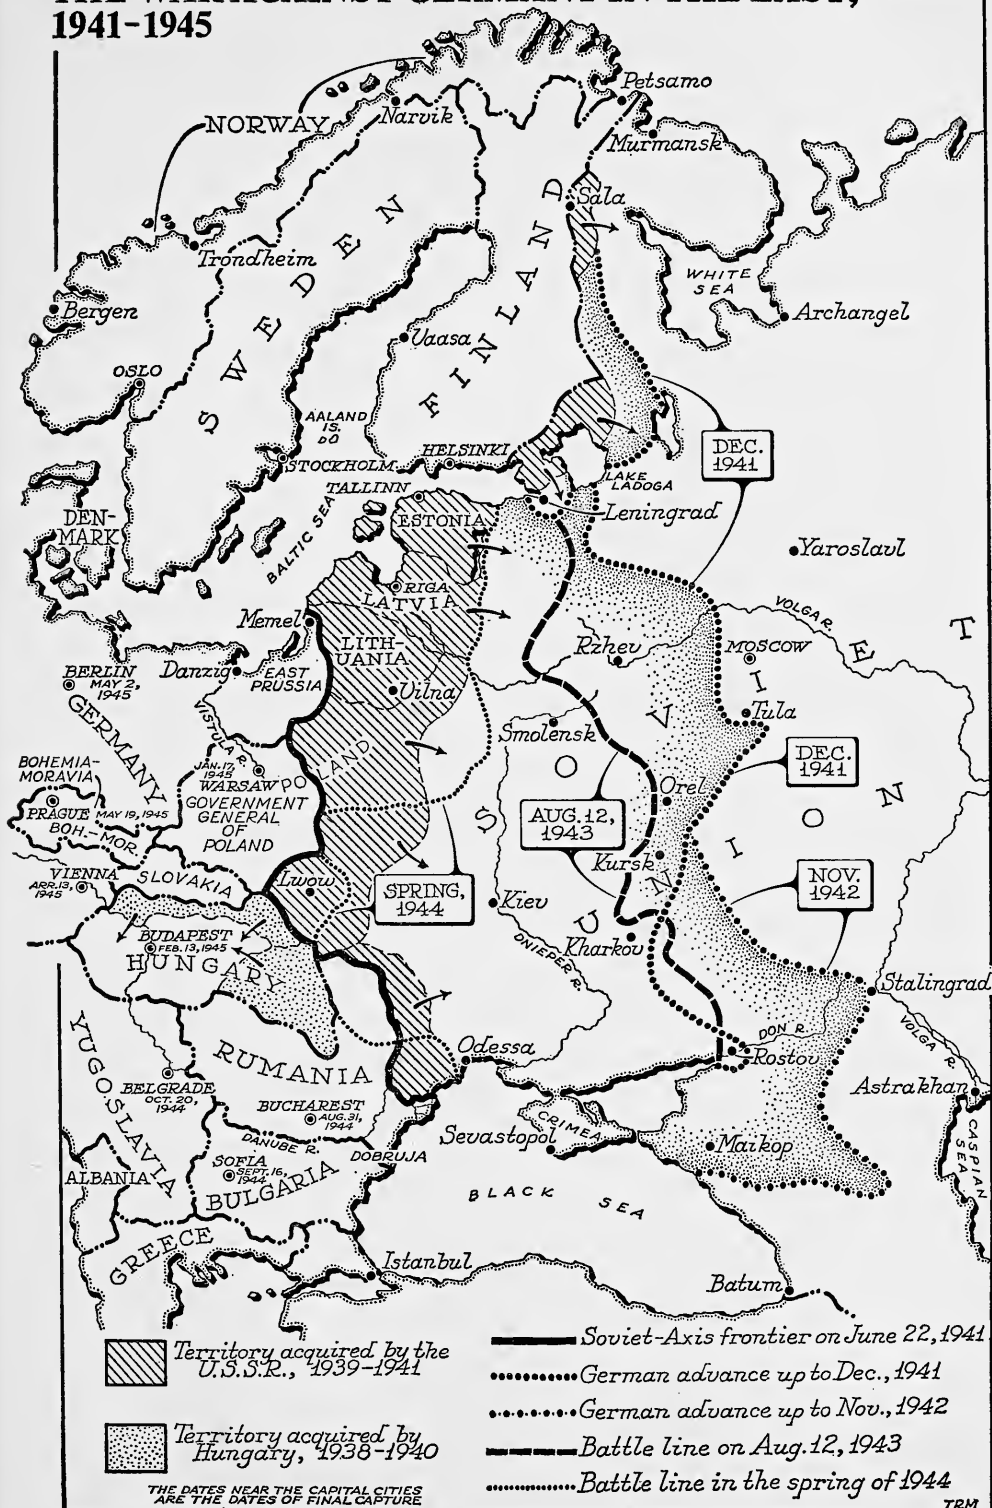 1941-1945
Petsamo
Narvik
NORWAY
Murmansk
Sala
SWEDEN
FINLAND
Trondheim
WHITE
SEA
Bergen
Archangel
Vaasa
OSLO
AALAND
IS.
DEC.
1941
HELSINKI
STOCKHOLM
TALLINN
LAKE
LADOGA
ESTONIA
Leningrad
DEN-
MARK
BALTIC SEA
Yaroslavl
RIGA
LATVIA
VOLGA R.
Memel
LITH-
UANIA
Rzhev
MOSCOW
SOVIET UNION
BERLIN
MAY 2,
1945
Danzig
EAST
PRUSSIA
Vilna
GERMANY
VISTULA R.
Smolensk
Tula
BOHEMIA-
MORAVIA
JAN. 17,
1945
WARSAW
POLAND
DEC.
1941
Orel
PRAGUE
MAY 19, 1945
BOH.-MOR.
GOVERNMENT
GENERAL
OF
POLAND
AUG. 12,
1943
Kursk
VIENNA
APR. 13,
1945
SLOVAKIA
Lwow
SPRING,
1944
NOV.
1942
Kiev
BUDAPEST
FEB. 13, 1945
HUNGARY
Kharkov
DNIEPER R.
Stalingrad
DON R.
VOLGA R.
YUGOSLAVIA
RUMANIA
Odessa
Rostov
BELGRADE
OCT. 20,
1944
Astrakhan
BUCHAREST
AUG. 31,
1944
CRIMEA
Sevastopol
Maikop
DANUBE R.
DOBRUJA
CASPIAN
SEA
SOFIA
SEPT. 16,
1944
ALBANIA
BULGARIA
BLACK SEA
GREECE
Istanbul
Batum
Territory acquired by the
U.S.S.R., 1939-1941
Territory acquired by
Hungary, 1938-1940
THE DATES NEAR THE CAPITAL CITIES
ARE THE DATES OF FINAL CAPTURE
Soviet-Axis frontier on June 22, 1941
German advance up to Dec., 1941
German advance up to Nov., 1942
Battle line on Aug. 12, 1943
Battle line in the spring of 1944
TRM